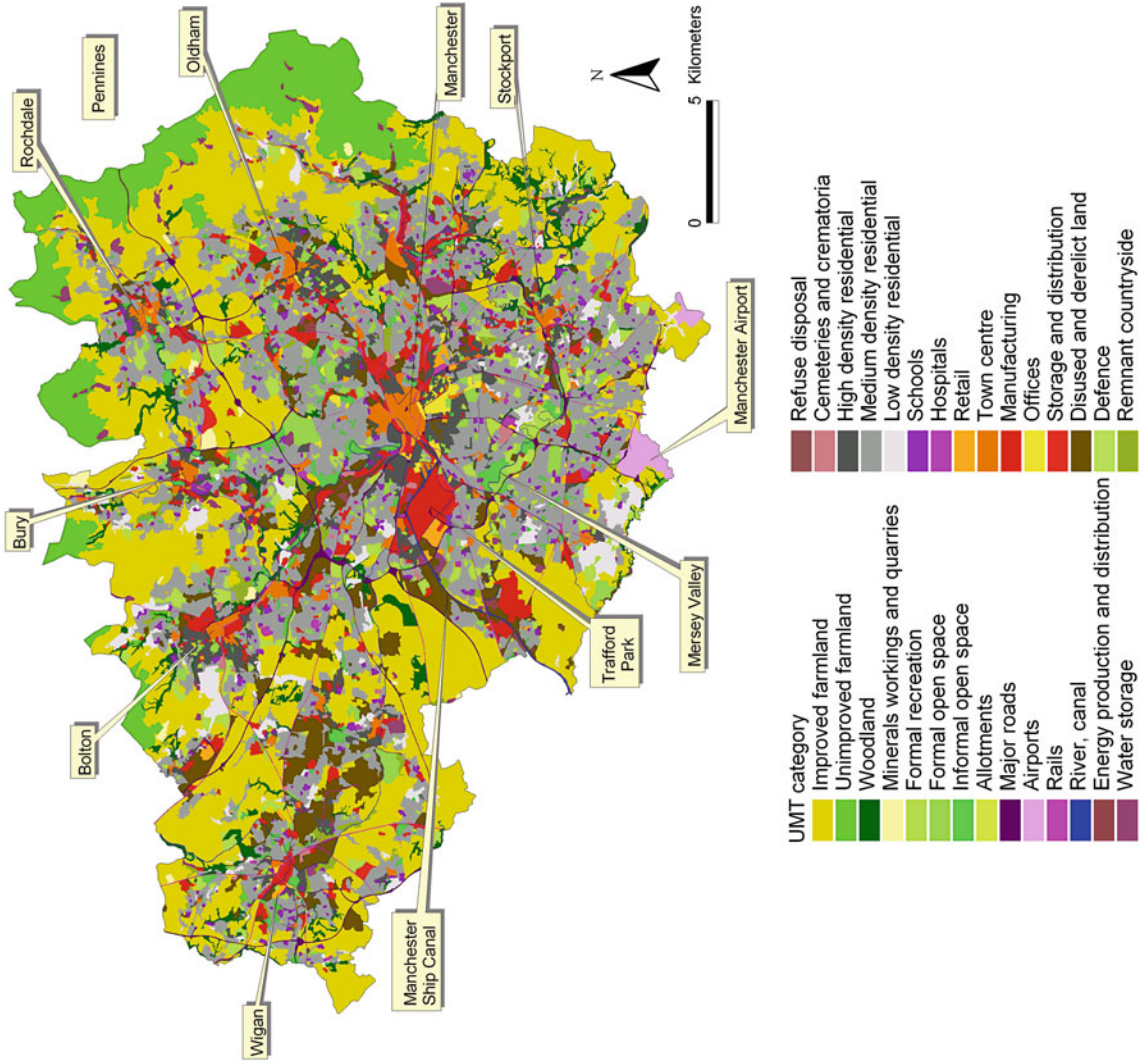 Pennines
Rochdale
Oldham
Bury
Manchester
Bolton
Stockport
Wigan
Manchester
Ship Canal
Trafford
Park
Mersey Valley
Manchester Airport
N
0 5 Kilometers
UMT category
Improved farmland
Unimproved farmland
Woodland
Minerals workings and quarries
Formal recreation
Formal open space
Informal open space
Allotments
Major roads
Airports
Rails
River, canal
Energy production and distribution
Water storage
Refuse disposal
Cemeteries and crematoria
High density residential
Medium density residential
Low density residential
Schools
Hospitals
Retail
Town centre
Manufacturing
Offices
Storage and distribution
Disused and derelict land
Defence
Remnant countryside